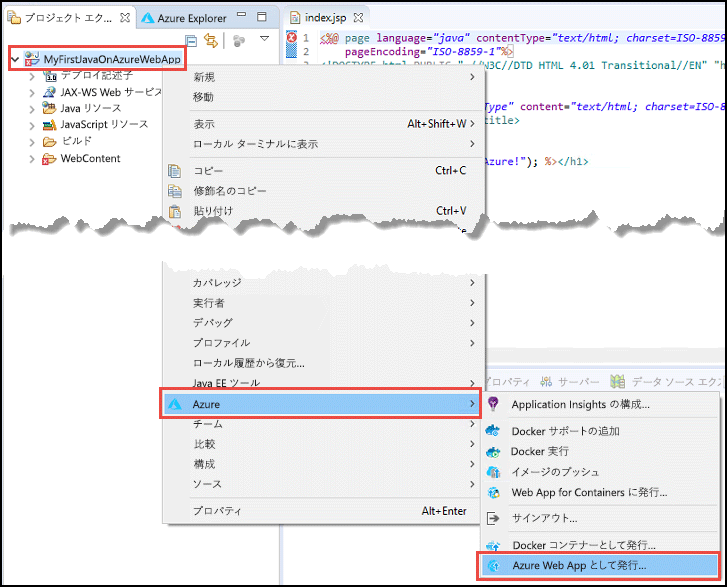 プロジェクト エク...
Azure Explorer
index.jsp
MyFirstJavaOnAzureWebApp
デプロイ記述子
JAX-WS Web サービス
Java リソース
JavaScript リソース
ビルド
WebContent
1 <%@ page language="java" contentType="text/html; charset=ISO-8859
2 pageEncoding="ISO-8859-1"%>
<!DOCTYPE html PUBLIC "-//W3C//DTD HTML 4.01 Transitional//EN" "h
Type" content="text/html; charset=ISO-8
title>
Azure!"); %></h1>
新規
移動
表示 Alt+Shift+W
ローカル ターミナルに表示
コピー Ctrl+C
修飾名のコピー
貼り付け Ctrl+V
カバレッジ
実行者
デバッグ
プロファイル
ローカル履歴から復元...
Java EE ツール
Azure
チーム
比較
構成
ソース
プロパティ Alt+Enter
プロパティ サーバー データ ソース エクス
Application Insights の構成...
Docker サポートの追加
Docker 実行
イメージのプッシュ
Web App for Containers に発行...
サインアウト...
Docker コンテナーとして発行...
Azure Web App として発行...